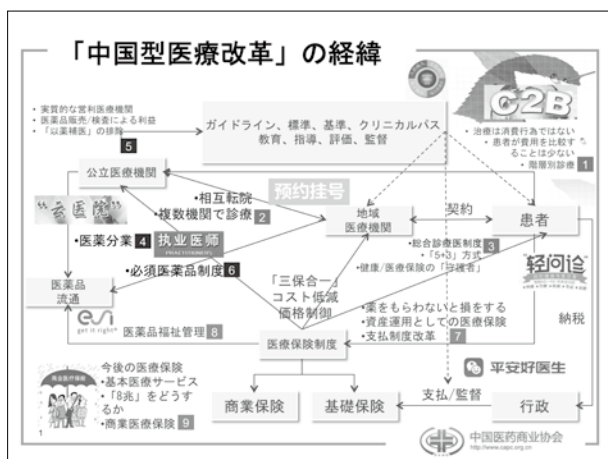 「中国型医療改革」の経緯
• 実質的な営利医療機関
• 医薬品販売/検査による利益
• 「以薬補医」の排除
5
ガイドライン、標準、基準、クリニカルパス
教育、指導、評価、監督
C2B
• 治療は消費行為ではない
• 患者が費用を比較す
ることは少ない
• 階層別診療
1
公立医療機関
•相互転院
•複数機関で診療
2
预约挂号
地域
医療機関
契約
患者
“云医院”
•医薬分業
4
执业医师
PRACTITIONERS
•総合診療医制度
3
•「5+3」方式
•健康/医療保険の「守護者」
“轻问诊”
•必須医薬品制度
6
医薬品
流通
「三保合一」
コスト低減
価格制御
esi
get it right
医薬品福祉管理
8
医療保険制度
•薬をもらわないと損をする
•資産運用としての医療保険
•支払制度改革
7
納税
平安好医生
今後の医療保険
•基本医療サービス
•「8兆」をどうす
るか
•商業医療保険
9
商業保険
基礎保険
支払/監督
行政
1
中国医药商业协会
http://www.capc.org.cn